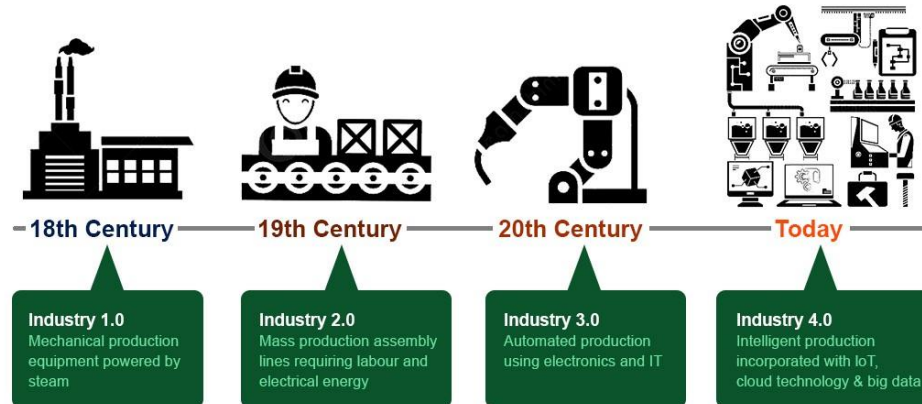 18th Century
19th Century
20th Century
Today
Industry 1.0
Mechanical production
equipment powered by
steam
Industry 2.0
Mass production assembly
lines requiring labour and
electrical energy
Industry 3.0
Automated production
using electronics and IT
Industry 4.0
Intelligent production
incorporated with IoT,
cloud technology & big data